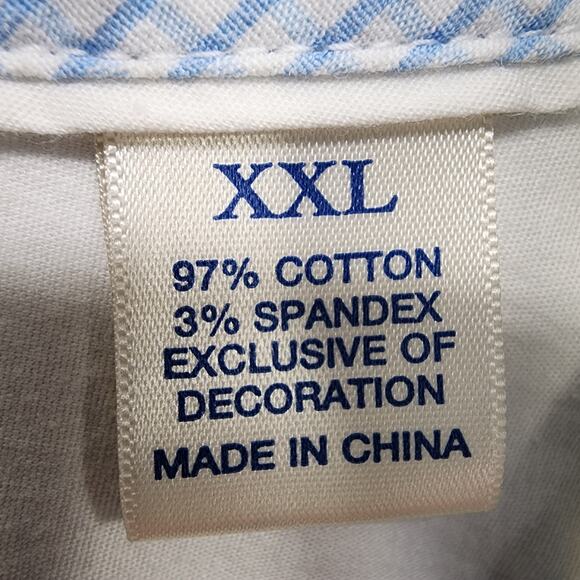 XXL
97% COTTON
3% SPANDEX
EXCLUSIVE OF
DECORATION
MADE IN CHINA